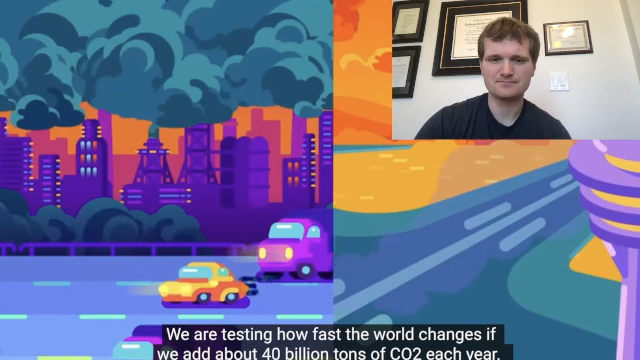 We are testing how fast the world changes if
we add about 40 billion tons of CO2 each year.